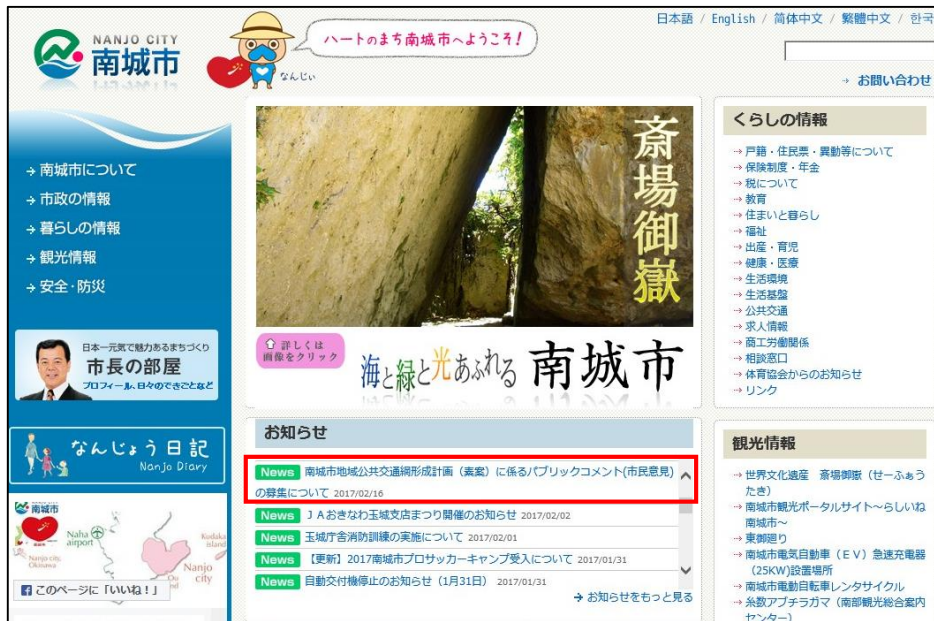 NANJO CITY
南城市
ハートのまち南城市へようこそ!
なんじぃ
日本語 / English / 简体中文 / 繁體中文 / 한국
→ お問い合わせ
→ 南城市について
→ 市政の情報
→ 暮らしの情報
→ 観光情報
→ 安全・防災
日本一元気で魅力あるまちづくり
市長の部屋
プロフィール、日々のできごとなど
なんじょう日記
Nanjo Diary
南城市
Naha airport
Kudaka island
Nanjo city, Okinawa
Nanjo city
このページに「いいね!」
斎場御嶽
詳しくは
画像をクリック
海と緑と光あふれる 南城市
お知らせ
News 南城市地域公共交通網形成計画（素案）に係るパブリックコメント(市民意見)
の募集について 2017/02/16
News ＪＡおきなわ玉城支店まつり開催のお知らせ 2017/02/02
News 玉城庁舎消防訓練の実施について 2017/02/01
News 【更新】2017南城市プロサッカーキャンプ受入について 2017/01/31
News 自動交付機停止のお知らせ（1月31日） 2017/01/31
→ お知らせをもっと見る
くらしの情報
→ 戸籍・住民票・異動等について
→ 保険制度・年金
→ 税について
→ 教育
→ 住まいと暮らし
→ 福祉
→ 出産・育児
→ 健康・医療
→ 生活環境
→ 生活基盤
→ 公共交通
→ 求人情報
→ 商工労働関係
→ 相談窓口
→ 体育協会からのお知らせ
→ リンク
観光情報
→ 世界文化遺産 斎場御嶽（せーふぁう
たき）
→ 南城市観光ポータルサイト～らしいね
南城市～
→ 東御廻り
→ 南城市電気自動車（ＥＶ）急速充電器
（25KW)設置場所
→ 南城市電動自転車レンタサイクル
→ 糸数アブチラガマ（南部観光総合案内
センター）